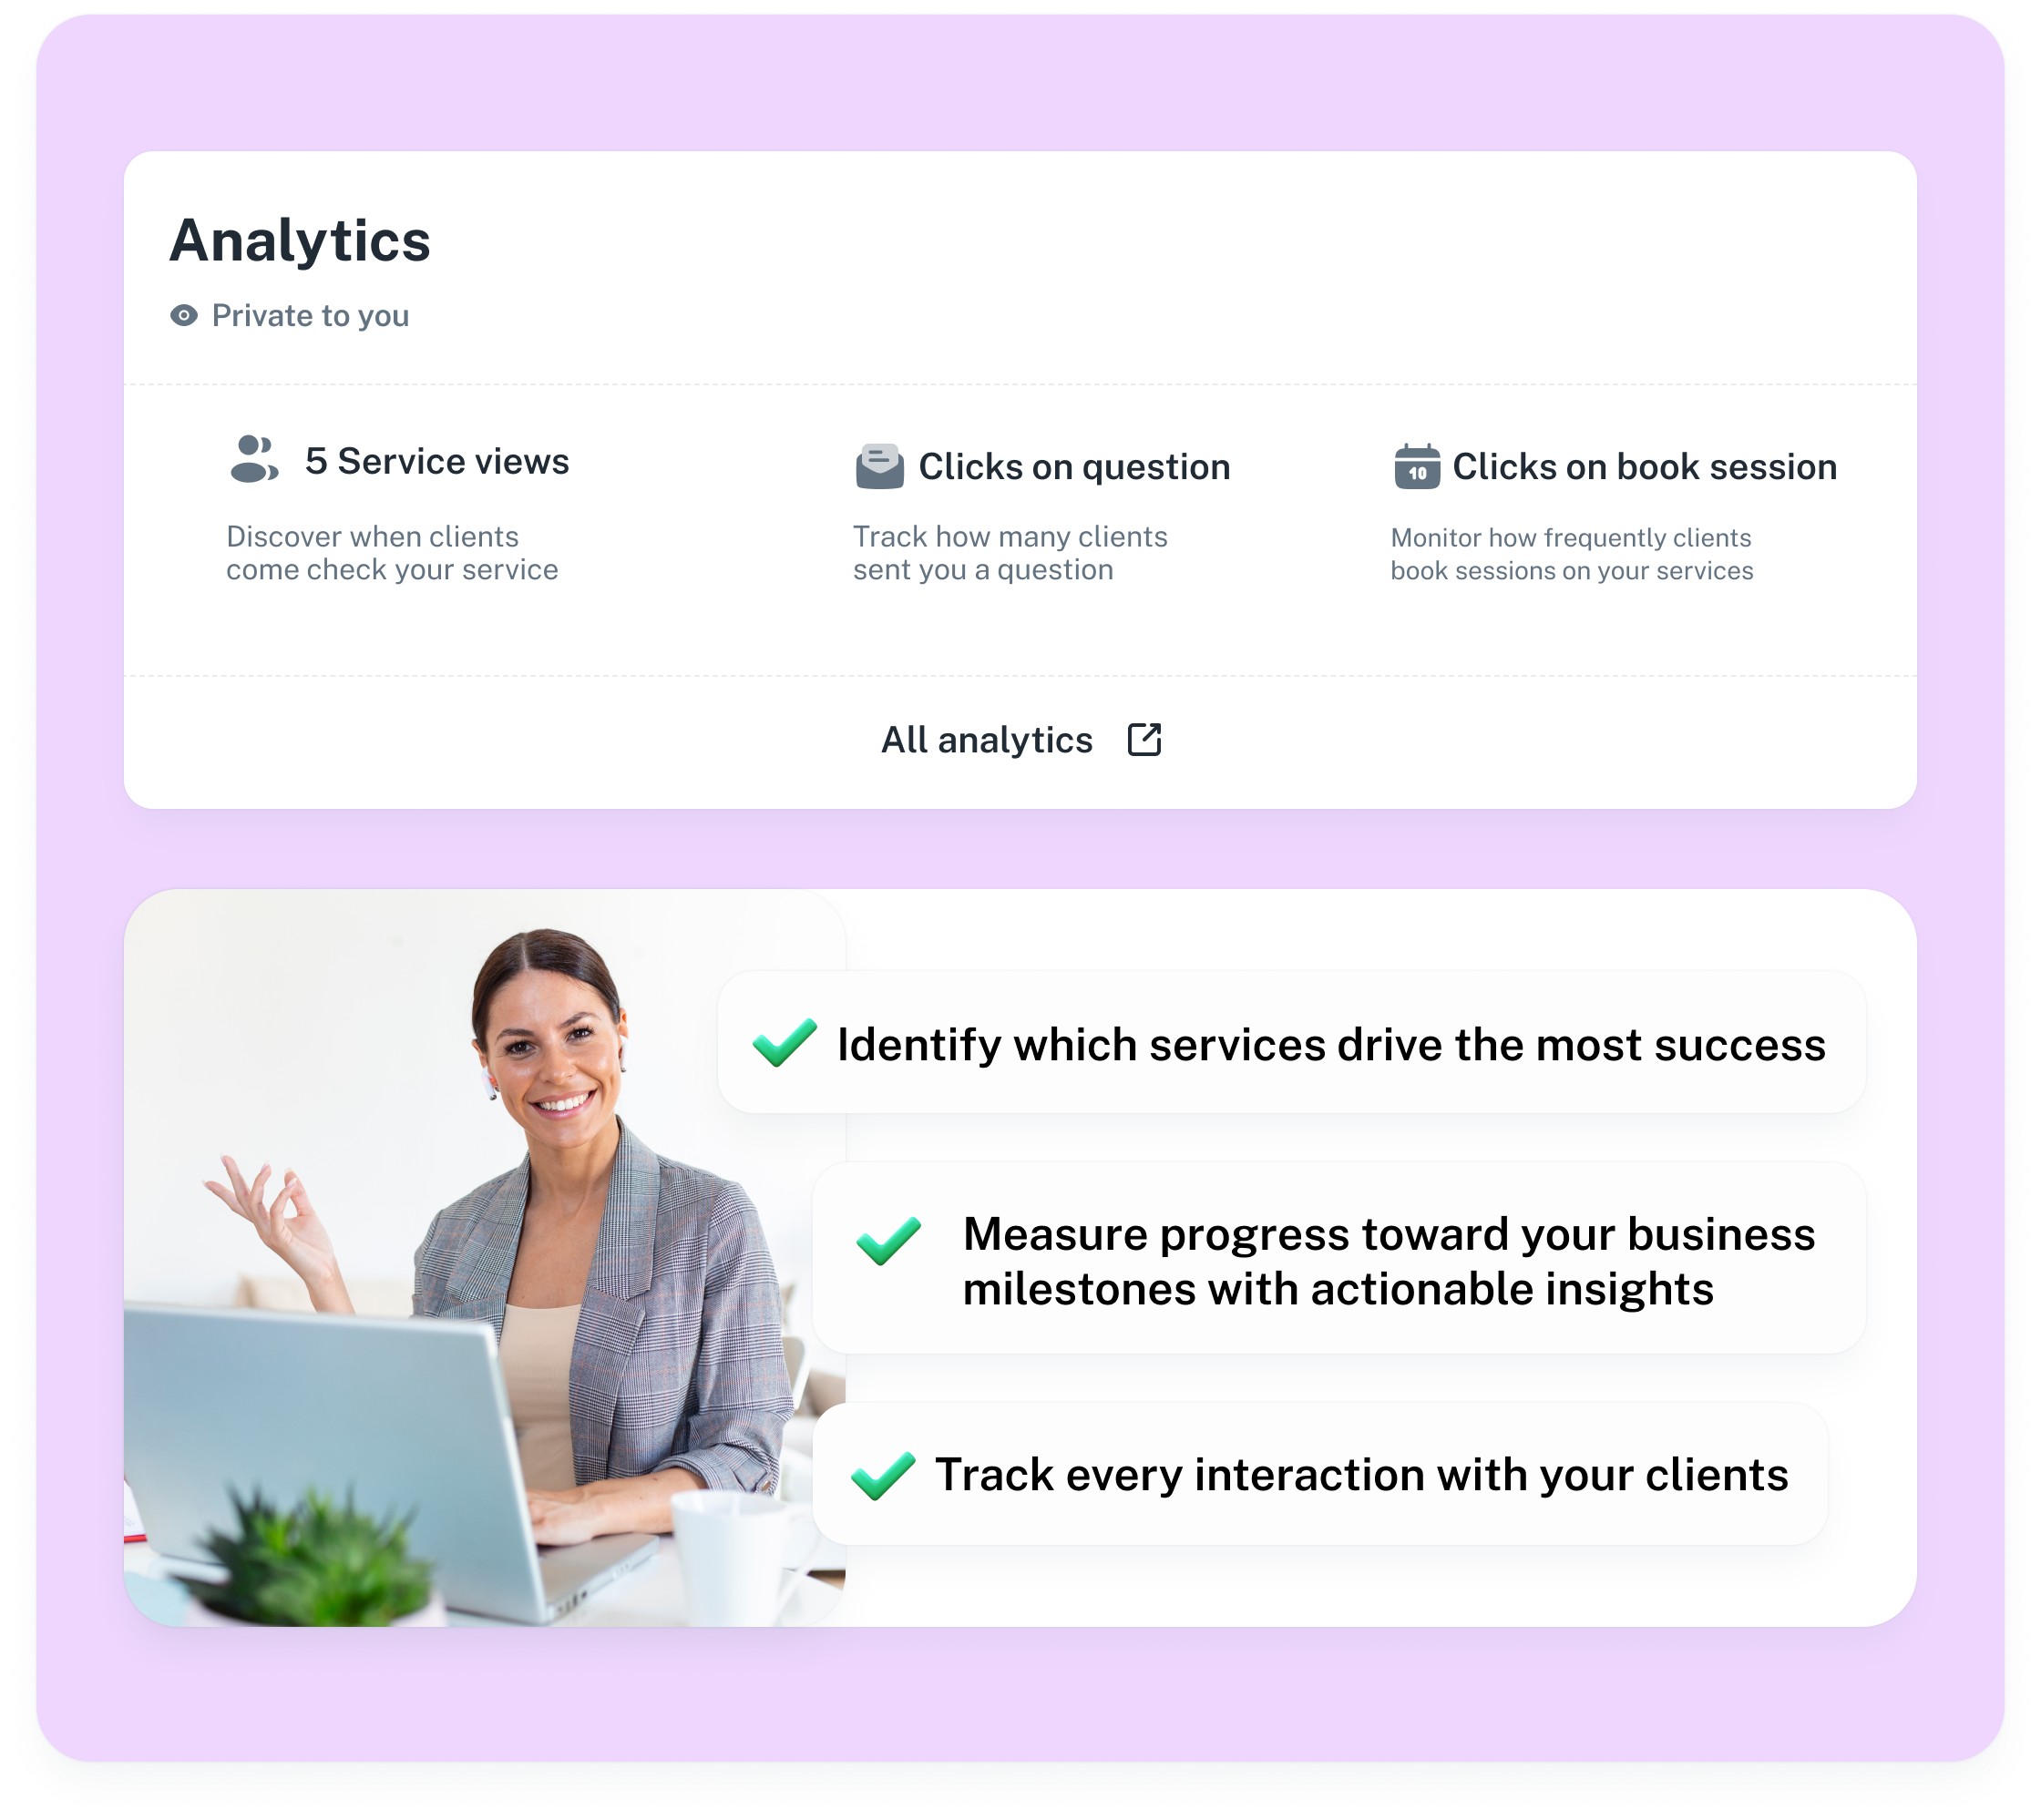 Analytics
Private to you
5 Service views
Discover when clients
come check your service
Clicks on question
Track how many clients
sent you a question
10
Clicks on book session
Monitor how frequently clients
book sessions on your services
All analytics
Identify which services drive the most success
Measure progress toward your business
milestones with actionable insights
Track every interaction with your clients